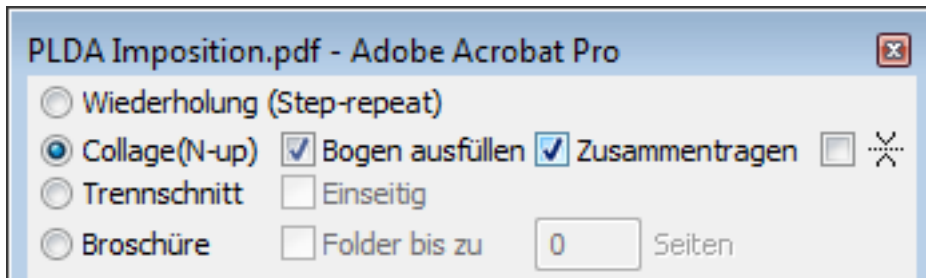 PLDA Imposition.pdf - Adobe Acrobat Pro
Wiederholung (Step-repeat)
Collage(N-up) Bogen ausfüllen Zusammentragen
Trennschnitt Einseitig
Broschüre Folder bis zu 0 Seiten